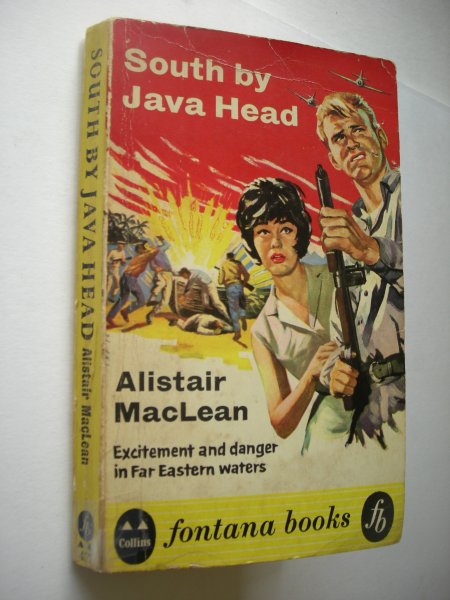 SOUTH BY JAVA HEAD Alistair MacLean
fb
South by
Java Head
Alistair
MacLean
Excitement and danger
in Far Eastern waters
Collins
fontana books
fb